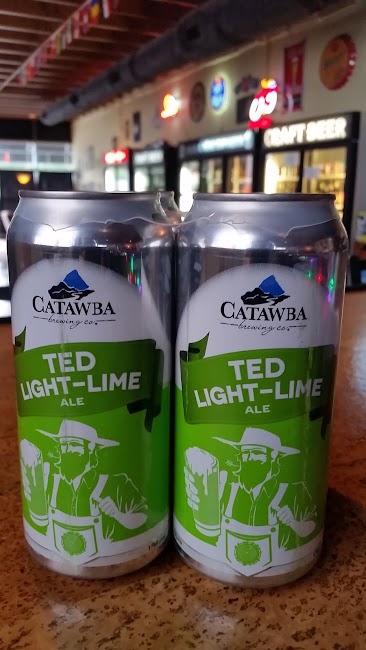 CRAFT BEER
CATAWBA
brewing co.
TED
LIGHT-LIME
ALE
CATAWBA
brewing co.
TED
LIGHT-LIME
ALE